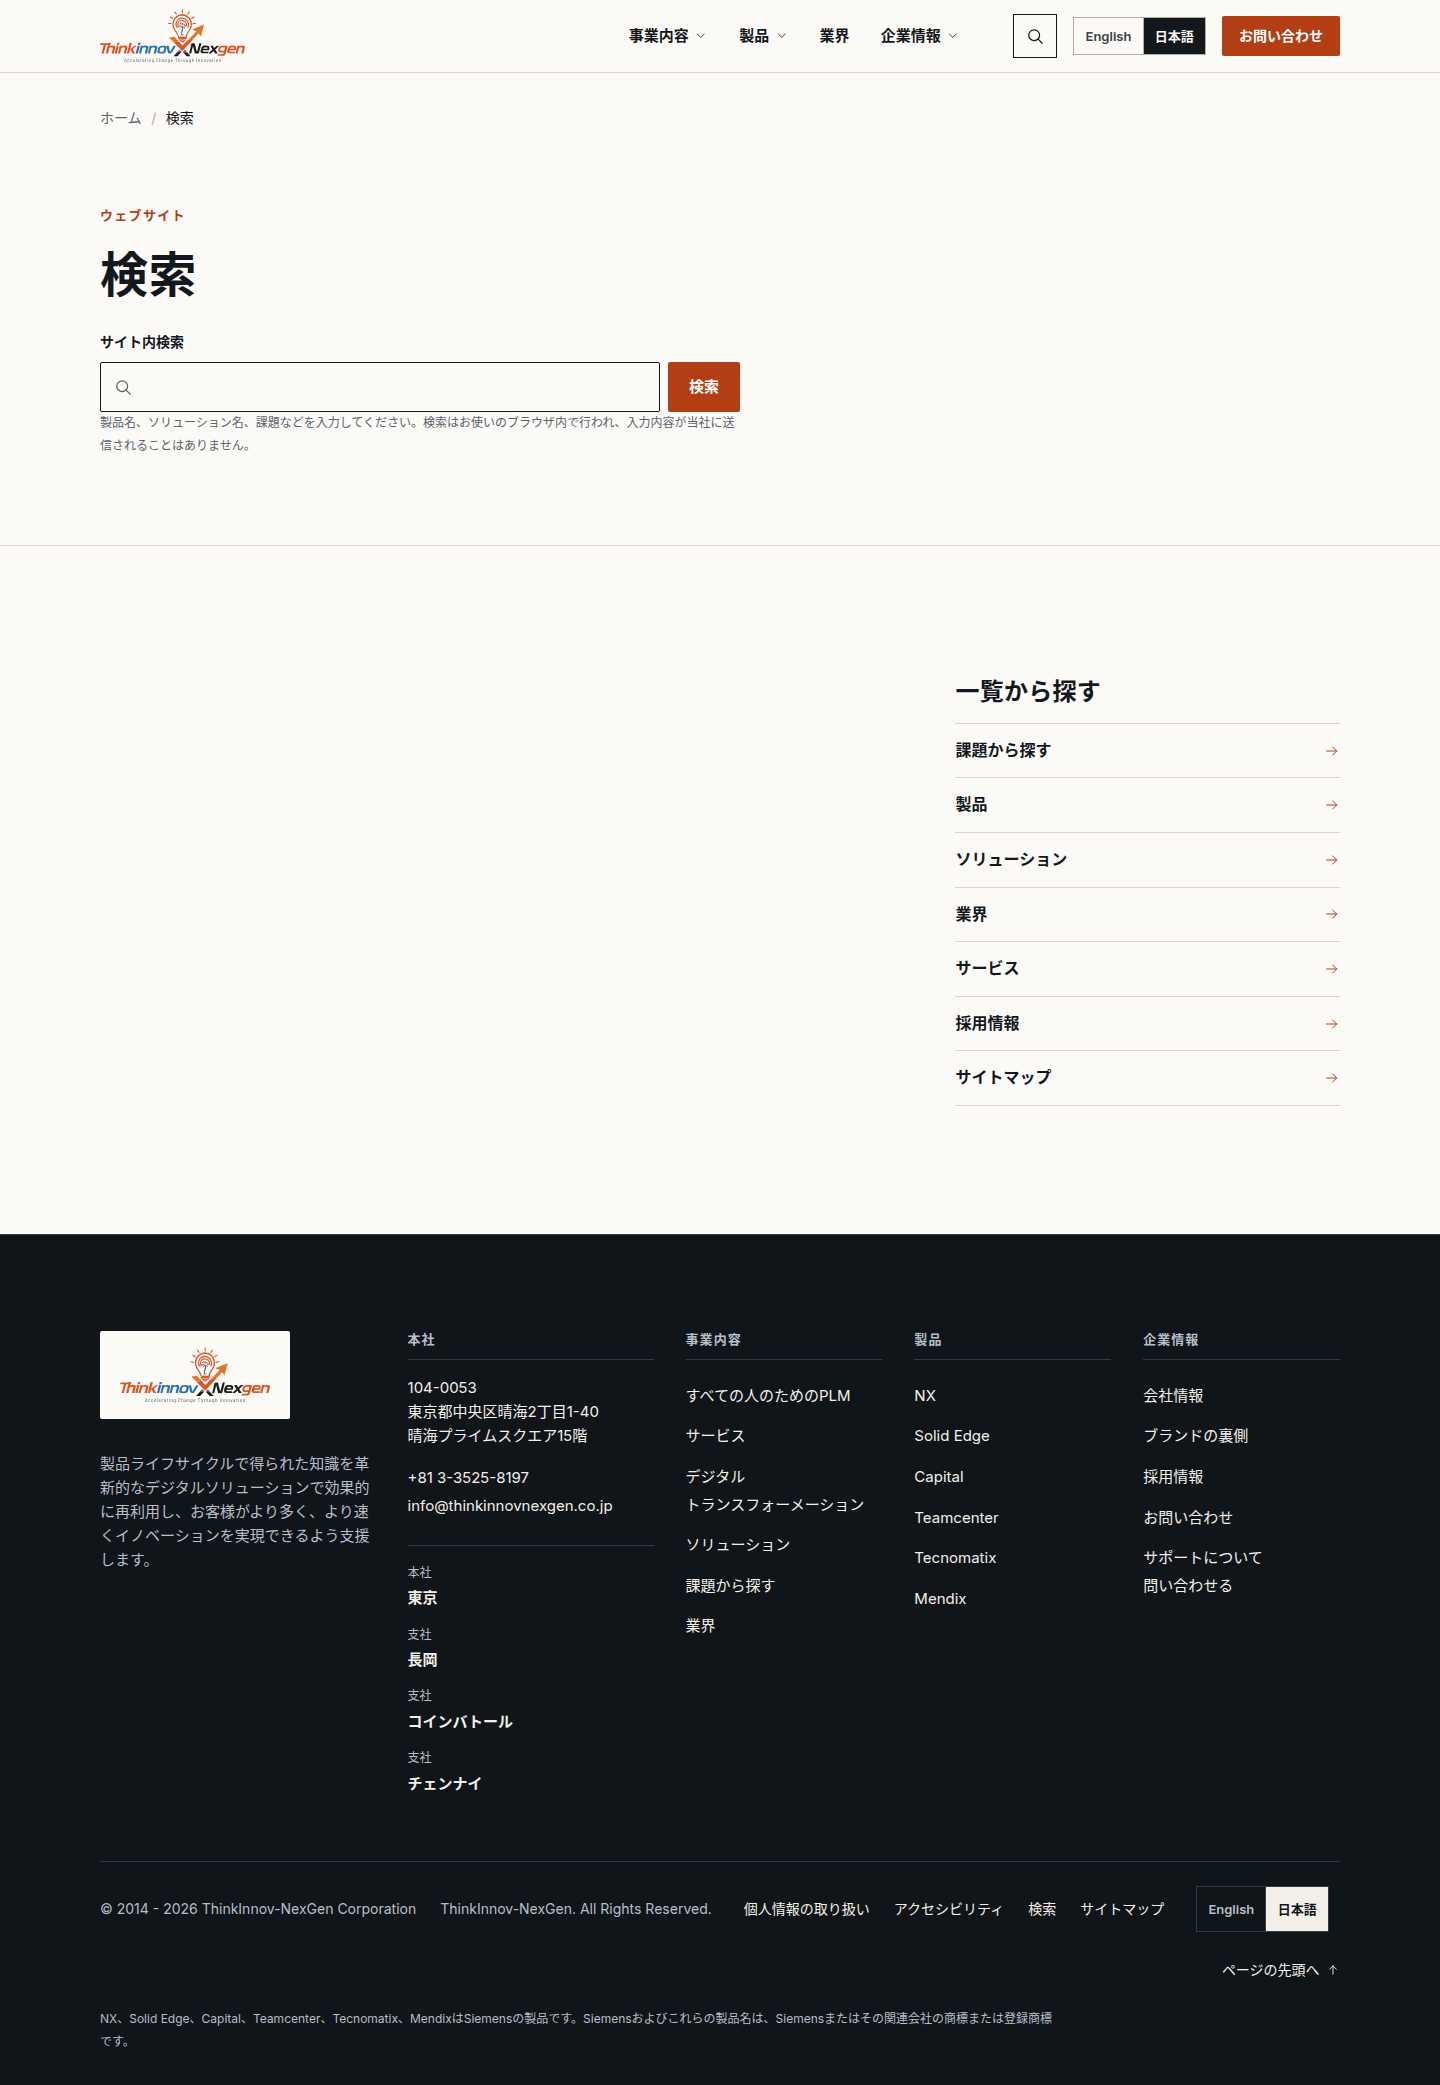 ThinkinnovXNexgen
Accelerating Change Through Innovation
事業内容
製品
業界
企業情報
English
日本語
お問い合わせ
ホーム / 検索
ウェブサイト
検索
サイト内検索
検索
製品名、ソリューション名、課題などを入力してください。検索はお使いのブラウザ内で行われ、入力内容が当社に送
信されることはありません。
一覧から探す
課題から探す
製品
ソリューション
業界
サービス
採用情報
サイトマップ
ThinkinnovXNexgen
Accelerating Change Through Innovation
製品ライフサイクルで得られた知識を革
新的なデジタルソリューションで効果的
に再利用し、お客様がより多く、より速
くイノベーションを実現できるよう支援
します。
本社
104-0053
東京都中央区晴海2丁目1-40
晴海プライムスクエア15階
+81 3-3525-8197
info@thinkinnovnexgen.co.jp
本社
東京
支社
長岡
支社
コインバトール
支社
チェンナイ
事業内容
すべての人のためのPLM
サービス
デジタル
トランスフォーメーション
ソリューション
課題から探す
業界
製品
NX
Solid Edge
Capital
Teamcenter
Tecnomatix
Mendix
企業情報
会社情報
ブランドの裏側
採用情報
お問い合わせ
サポートについて
問い合わせる
© 2014 - 2026 ThinkInnov-NexGen Corporation
ThinkInnov-NexGen. All Rights Reserved.
個人情報の取り扱い
アクセシビリティ
検索
サイトマップ
English
日本語
ページの先頭へ ↑
NX、Solid Edge、Capital、Teamcenter、Tecnomatix、MendixはSiemensの製品です。Siemensおよびこれらの製品名は、Siemensまたはその関連会社の商標または登録商標
です。